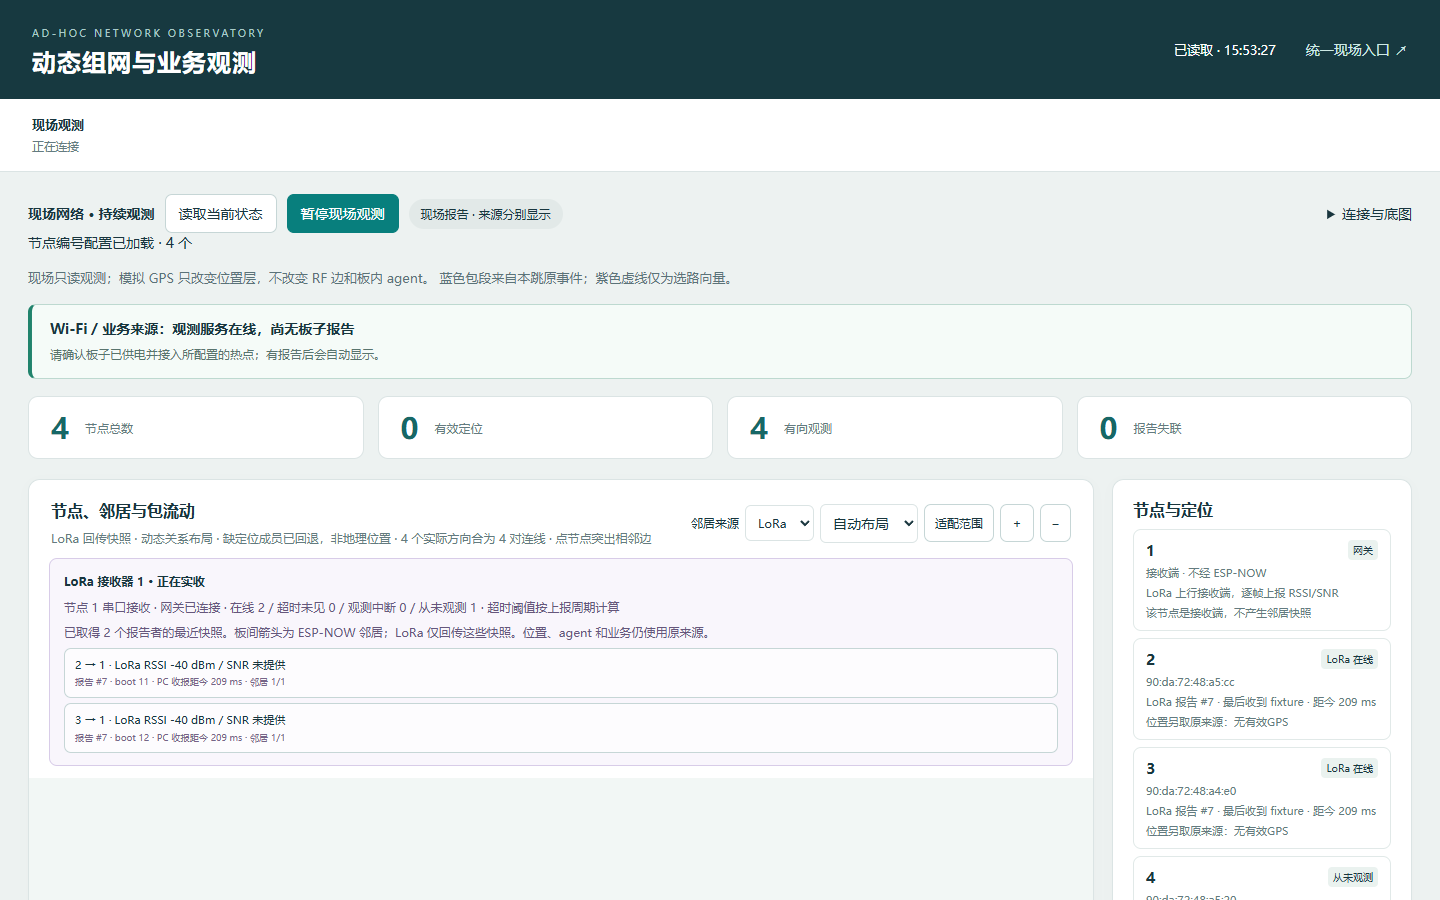 AD-HOC NETWORK OBSERVATORY
动态组网与业务观测
已读取 · 15:53:27
统一现场入口 ↗
现场观测
正在连接
现场网络 • 持续观测
读取当前状态
暂停现场观测
现场报告 · 来源分别显示
▶ 连接与底图
节点编号配置已加载 · 4 个
现场只读观测；模拟 GPS 只改变位置层，不改变 RF 边和板内 agent。 蓝色包段来自本跳原事件；紫色虚线仅为选路向量。
Wi-Fi / 业务来源：观测服务在线，尚无板子报告
请确认板子已供电并接入所配置的热点；有报告后会自动显示。
4 节点总数
0 有效定位
4 有向观测
0 报告失联
节点、邻居与包流动
LoRa 回传快照 · 动态关系布局 · 缺定位成员已回退，非地理位置 · 4 个实际方向合为 4 对连线 · 点节点突出相邻边
邻居来源
LoRa
自动布局
适配范围
+
−
LoRa 接收器 1 • 正在实收
节点 1 串口接收 · 网关已连接 · 在线 2 / 超时未见 0 / 观测中断 0 / 从未观测 1 · 超时阈值按上报周期计算
已取得 2 个报告者的最近快照。板间箭头为 ESP-NOW 邻居；LoRa 仅回传这些快照。位置、agent 和业务仍使用原来源。
2 → 1 · LoRa RSSI -40 dBm / SNR 未提供
报告 #7 · boot 11 · PC 收报距今 209 ms · 邻居 1/1
3 → 1 · LoRa RSSI -40 dBm / SNR 未提供
报告 #7 · boot 12 · PC 收报距今 209 ms · 邻居 1/1
节点与定位
1
网关
接收端 · 不经 ESP-NOW
LoRa 上行接收端，逐帧上报 RSSI/SNR
该节点是接收端，不产生邻居快照
2
LoRa 在线
90:da:72:48:a5:cc
LoRa 报告 #7 · 最后收到 fixture · 距今 209 ms
位置另取原来源：无有效GPS
3
LoRa 在线
90:da:72:48:a4:e0
LoRa 报告 #7 · 最后收到 fixture · 距今 209 ms
位置另取原来源：无有效GPS
4
从未观测